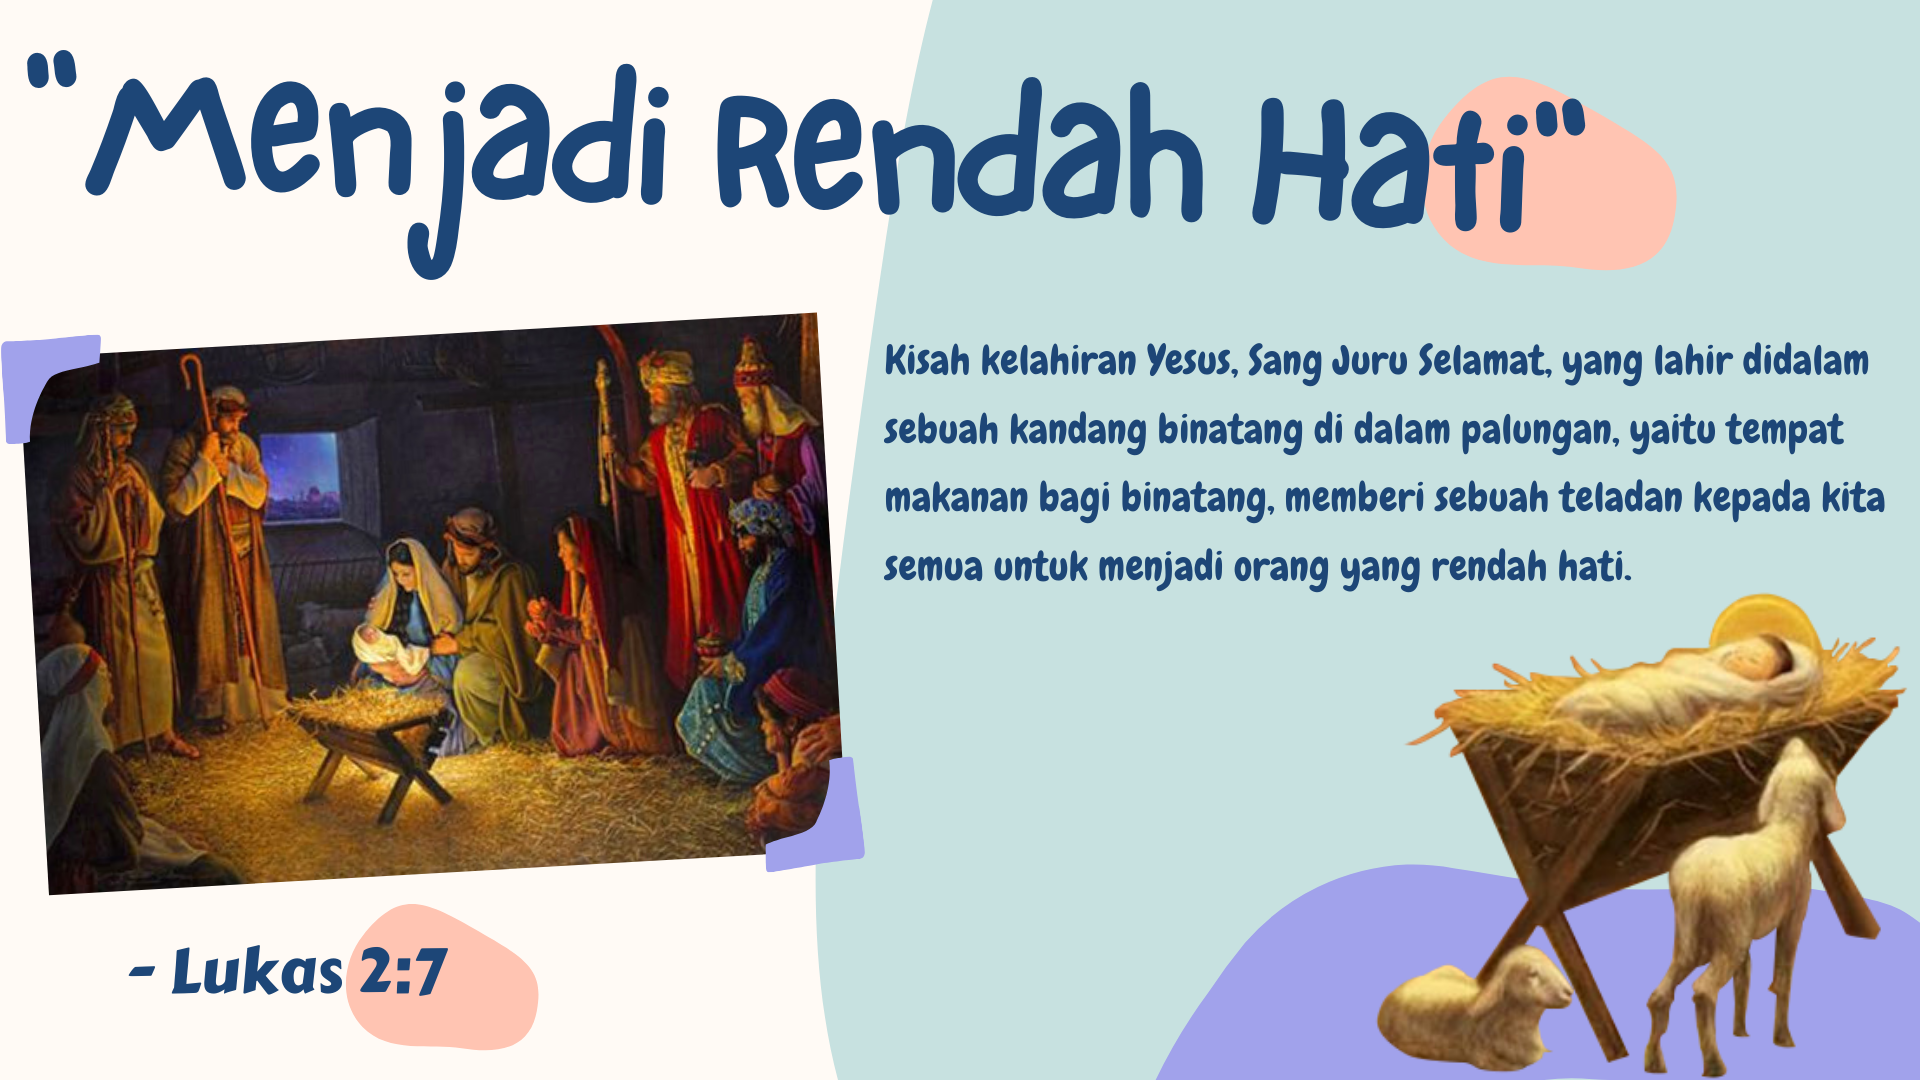 "Menjadi Rendah Hati"
Kisah kelahiran Yesus, Sang Juru Selamat, yang lahir didalam
sebuah kandang binatang di dalam palungan, yaitu tempat
makanan bagi binatang, memberi sebuah teladan kepada kita
semua untuk menjadi orang yang rendah hati.
- Lukas 2:7